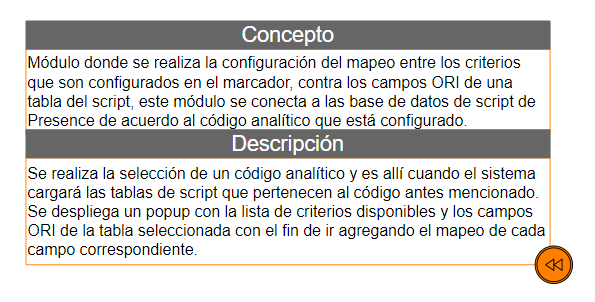 Concepto
Módulo donde se realiza la configuración del mapeo entre los criterios
que son configurados en el marcador, contra los campos ORI de una
tabla del script, este módulo se conecta a las base de datos de script de
Presence de acuerdo al código analítico que está configurado.
Descripción
Se realiza la selección de un código analítico y es allí cuando el sistema
cargará las tablas de script que pertenecen al código antes mencionado.
Se despliega un popup con la lista de criterios disponibles y los campos
ORI de la tabla seleccionada con el fin de ir agregando el mapeo de cada
campo correspondiente.